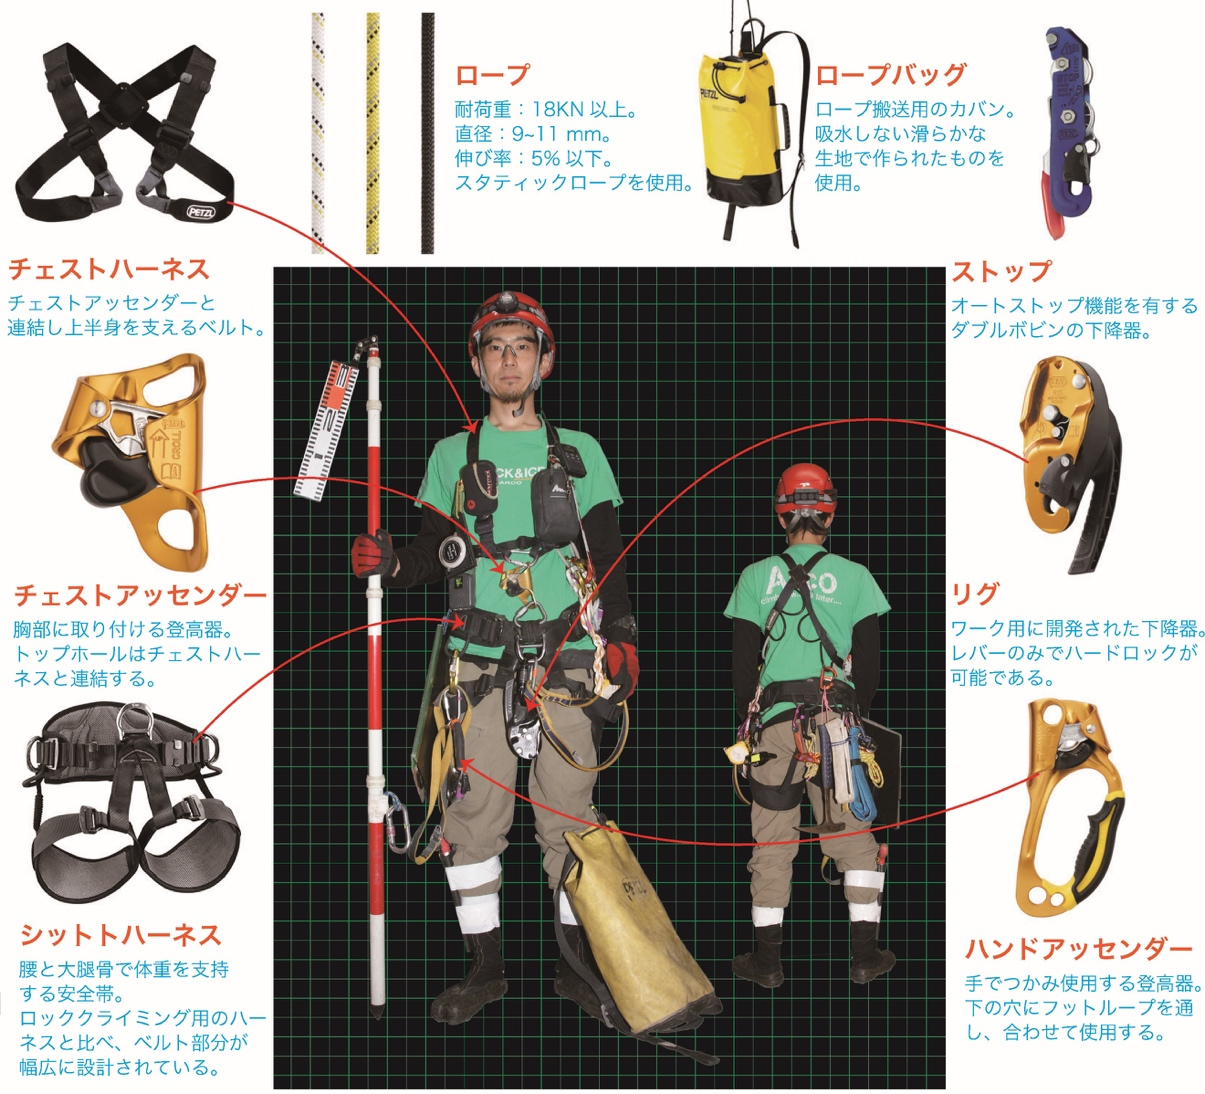 ロープ
耐荷重：18KN 以上。
直径：9~11 mm。
伸び率：5% 以下。
スタティックロープを使用。
ロープバッグ
ロープ搬送用のカバン。
吸水しない滑らかな
生地で作られたものを
使用。
PETZL
PETZL
チェストハーネス
チェストアッセンダーと
連結し上半身を支えるベルト。
ストップ
オートストップ機能を有する
ダブルボビンの下降器。
CROLL
チェストアッセンダー
胸部に取り付ける登高器。
トップホールはチェストハー
ネスと連結する。
リグ
ワーク用に開発された下降器。
レバーのみでハードロックが
可能である。
シットトハーネス
腰と大腿骨で体重を支持
する安全帯。
ロッククライミング用のハー
ネスと比べ、ベルト部分が
幅広に設計されている。
ハンドアッセンダー
手でつかみ使用する登高器。
下の穴にフットループを通
し、合わせて使用する。
CK&ICE